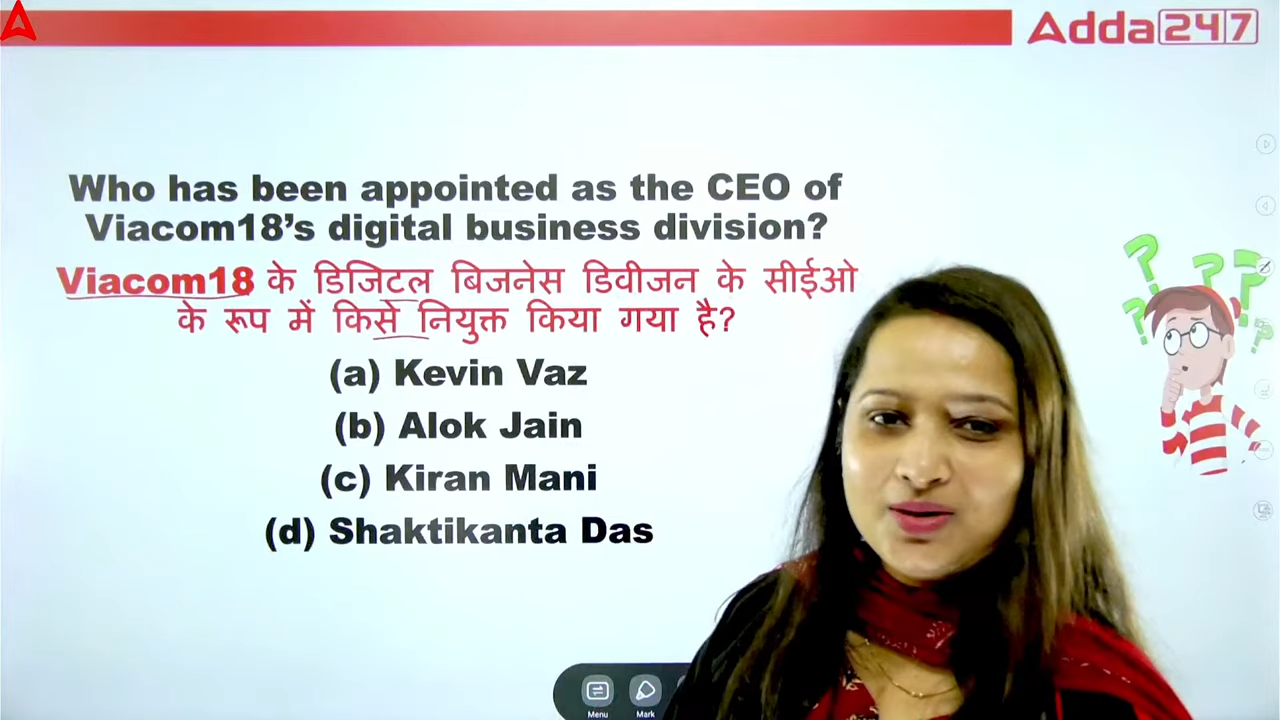 Adda247
Who has been appointed as the CEO of
Viacom18’s digital business division?
Viacom18 के डिजिटल बिजनेस डिवीजन के सीईओ
के रूप में किसे नियुक्त किया गया है?
(a) Kevin Vaz
(b) Alok Jain
(c) Kiran Mani
(d) Shaktikanta Das
Menu Mark